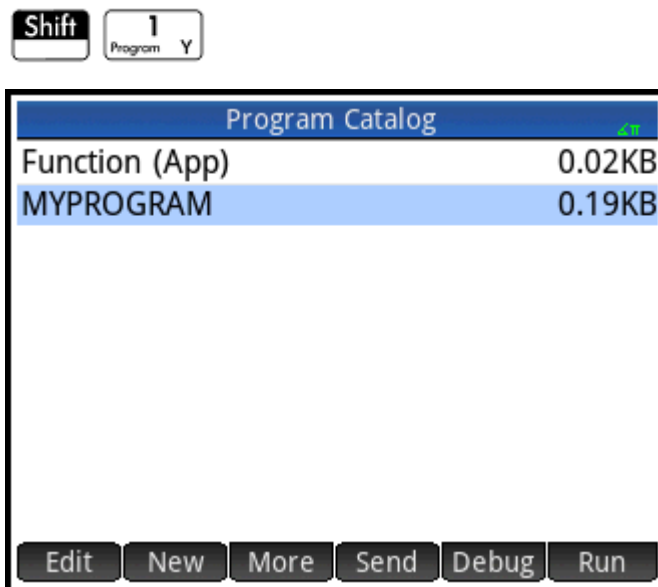 Shift
1
Program Y
Program Catalog
∡π
Function (App) 0.02KB
MYPROGRAM 0.19KB
Edit New More Send Debug Run